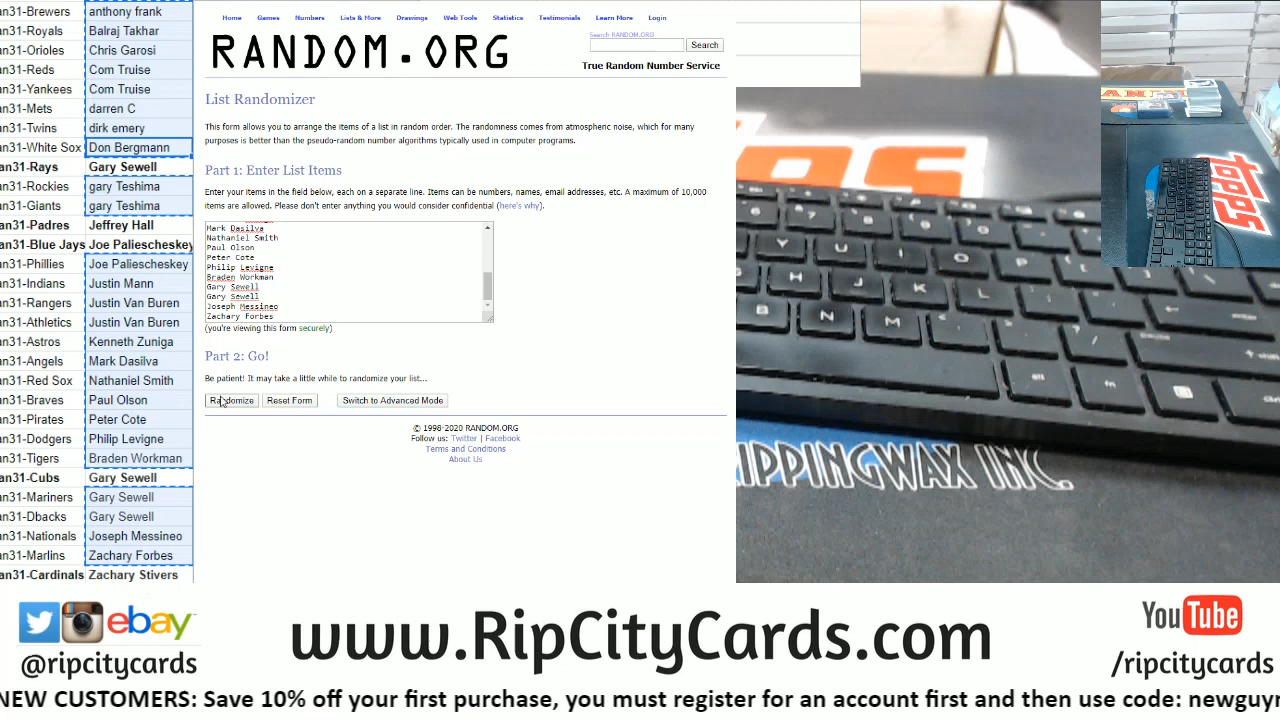 an31-Brewers anthony frank
an31-Royals Balraj Takhar
an31-Orioles Chris Garosi
an31-Reds Com Truise
an31-Yankees Com Truise
an31-Mets darren C
an31-Twins dirk emery
an31-White Sox Don Bergmann
an31-Rays Gary Sewell
an31-Rockies gary Teshima
an31-Giants gary Teshima
an31-Padres Jeffrey Hall
an31-Blue Jays Joe Paliescheskey
an31-Phillies Joe Paliescheskey
an31-Indians Justin Mann
an31-Rangers Justin Van Buren
an31-Athletics Justin Van Buren
an31-Astros Kenneth Zuniga
an31-Angels Mark Dasilva
an31-Red Sox Nathaniel Smith
an31-Braves Paul Olson
an31-Pirates Peter Cote
an31-Dodgers Philip Levigne
an31-Tigers Braden Workman
an31-Cubs Gary Sewell
an31-Mariners Gary Sewell
an31-Dbacks Gary Sewell
an31-Nationals Joseph Messineo
an31-Marlins Zachary Forbes
an31-Cardinals Zachary Stivers
Home Games Numbers Lists & More Drawings Web Tools Statistics Testimonials Learn More Login
RANDOM.ORG
Search RANDOM.ORG
Search
True Random Number Service
List Randomizer
This form allows you to arrange the items of a list in random order. The randomness comes from atmospheric noise, which for many
purposes is better than the pseudo-random number algorithms typically used in computer programs.
Part 1: Enter List Items
Enter your items in the field below, each on a separate line. Items can be numbers, names, email addresses, etc. A maximum of 10,000
items are allowed. Please don't enter anything you would consider confidential (here's why).
Mark Dasilva
Nathaniel Smith
Paul Olson
Peter Cote
Philip Levigne
Braden Workman
Gary Sewell
Gary Sewell
Joseph Messineo
Zachary Forbes
(you're viewing this form securely)
Part 2: Go!
Be patient! It may take a little while to randomize your list...
Randomize Reset Form Switch to Advanced Mode
© 1998-2020 RANDOM.ORG
Follow us: Twitter | Facebook
Terms and Conditions
About Us
topps
Y U I O P
H J K L
B N M
alt fn ctrl
IPPINGWAX INC.
ebay
@ripcitycards
www.RipCityCards.com
YouTube
/ripcitycards
NEW CUSTOMERS: Save 10% off your first purchase, you must register for an account first and then use code: newguy